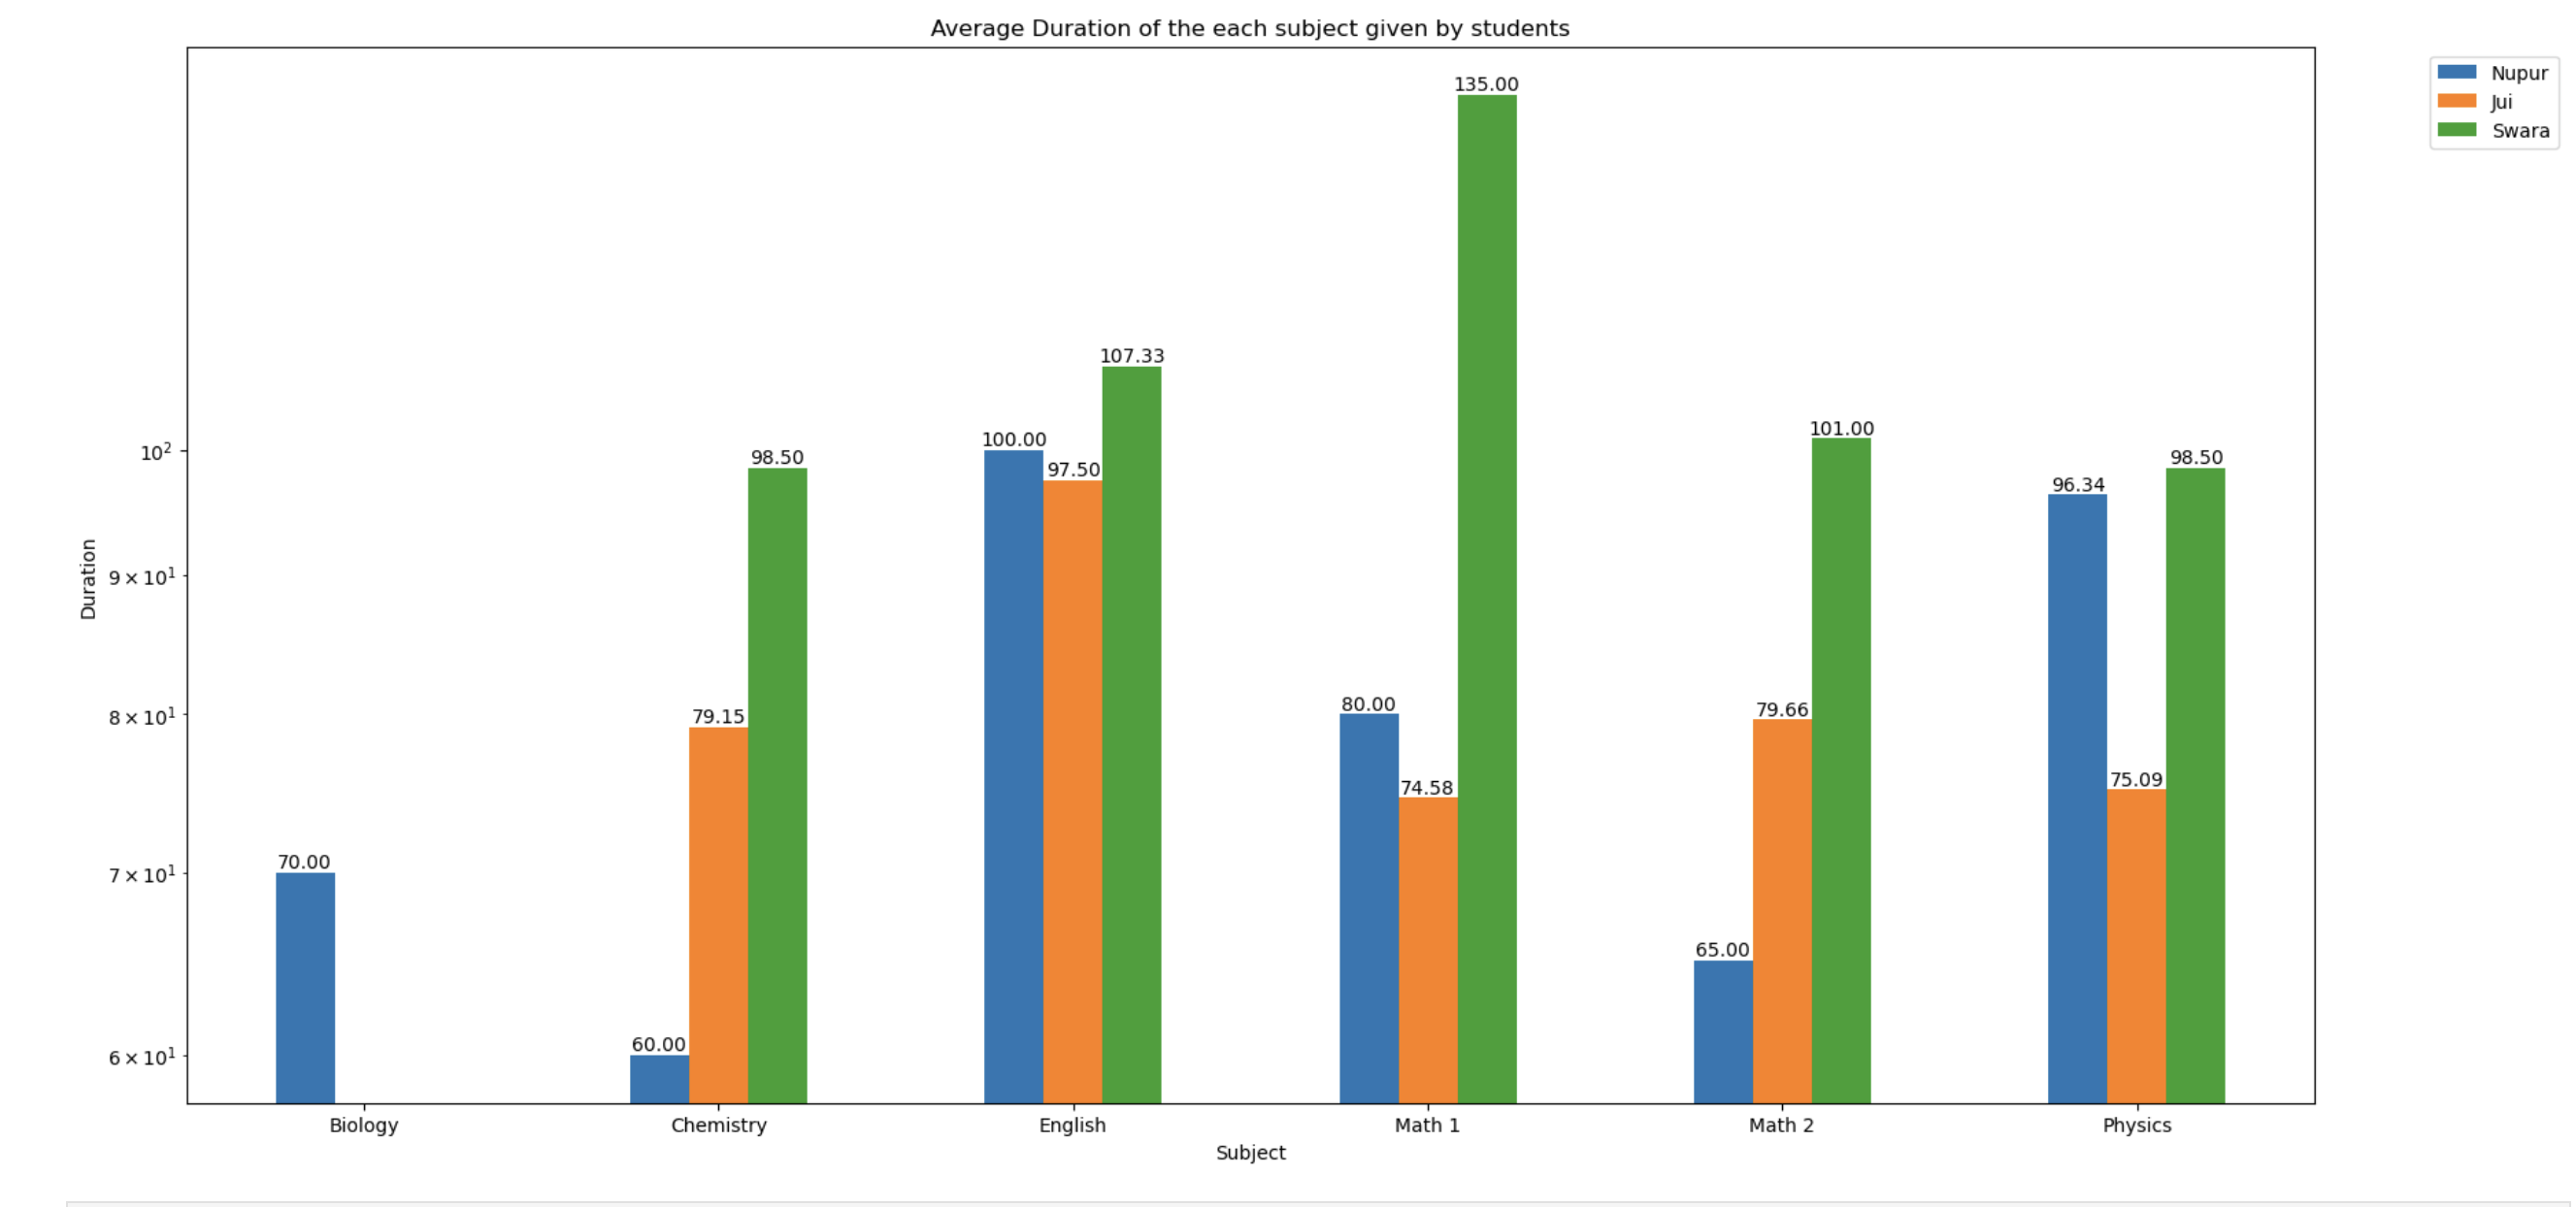 Average Duration of the each subject given by students
Nupur
Jui
Swara
135.00
107.33
100.00
97.50
98.50
101.00
96.34
98.50
80.00
79.15
79.66
74.58
75.09
70.00
65.00
60.00
10²
9 × 10¹
8 × 10¹
7 × 10¹
6 × 10¹
Duration
Biology Chemistry English Math 1 Math 2 Physics
Subject